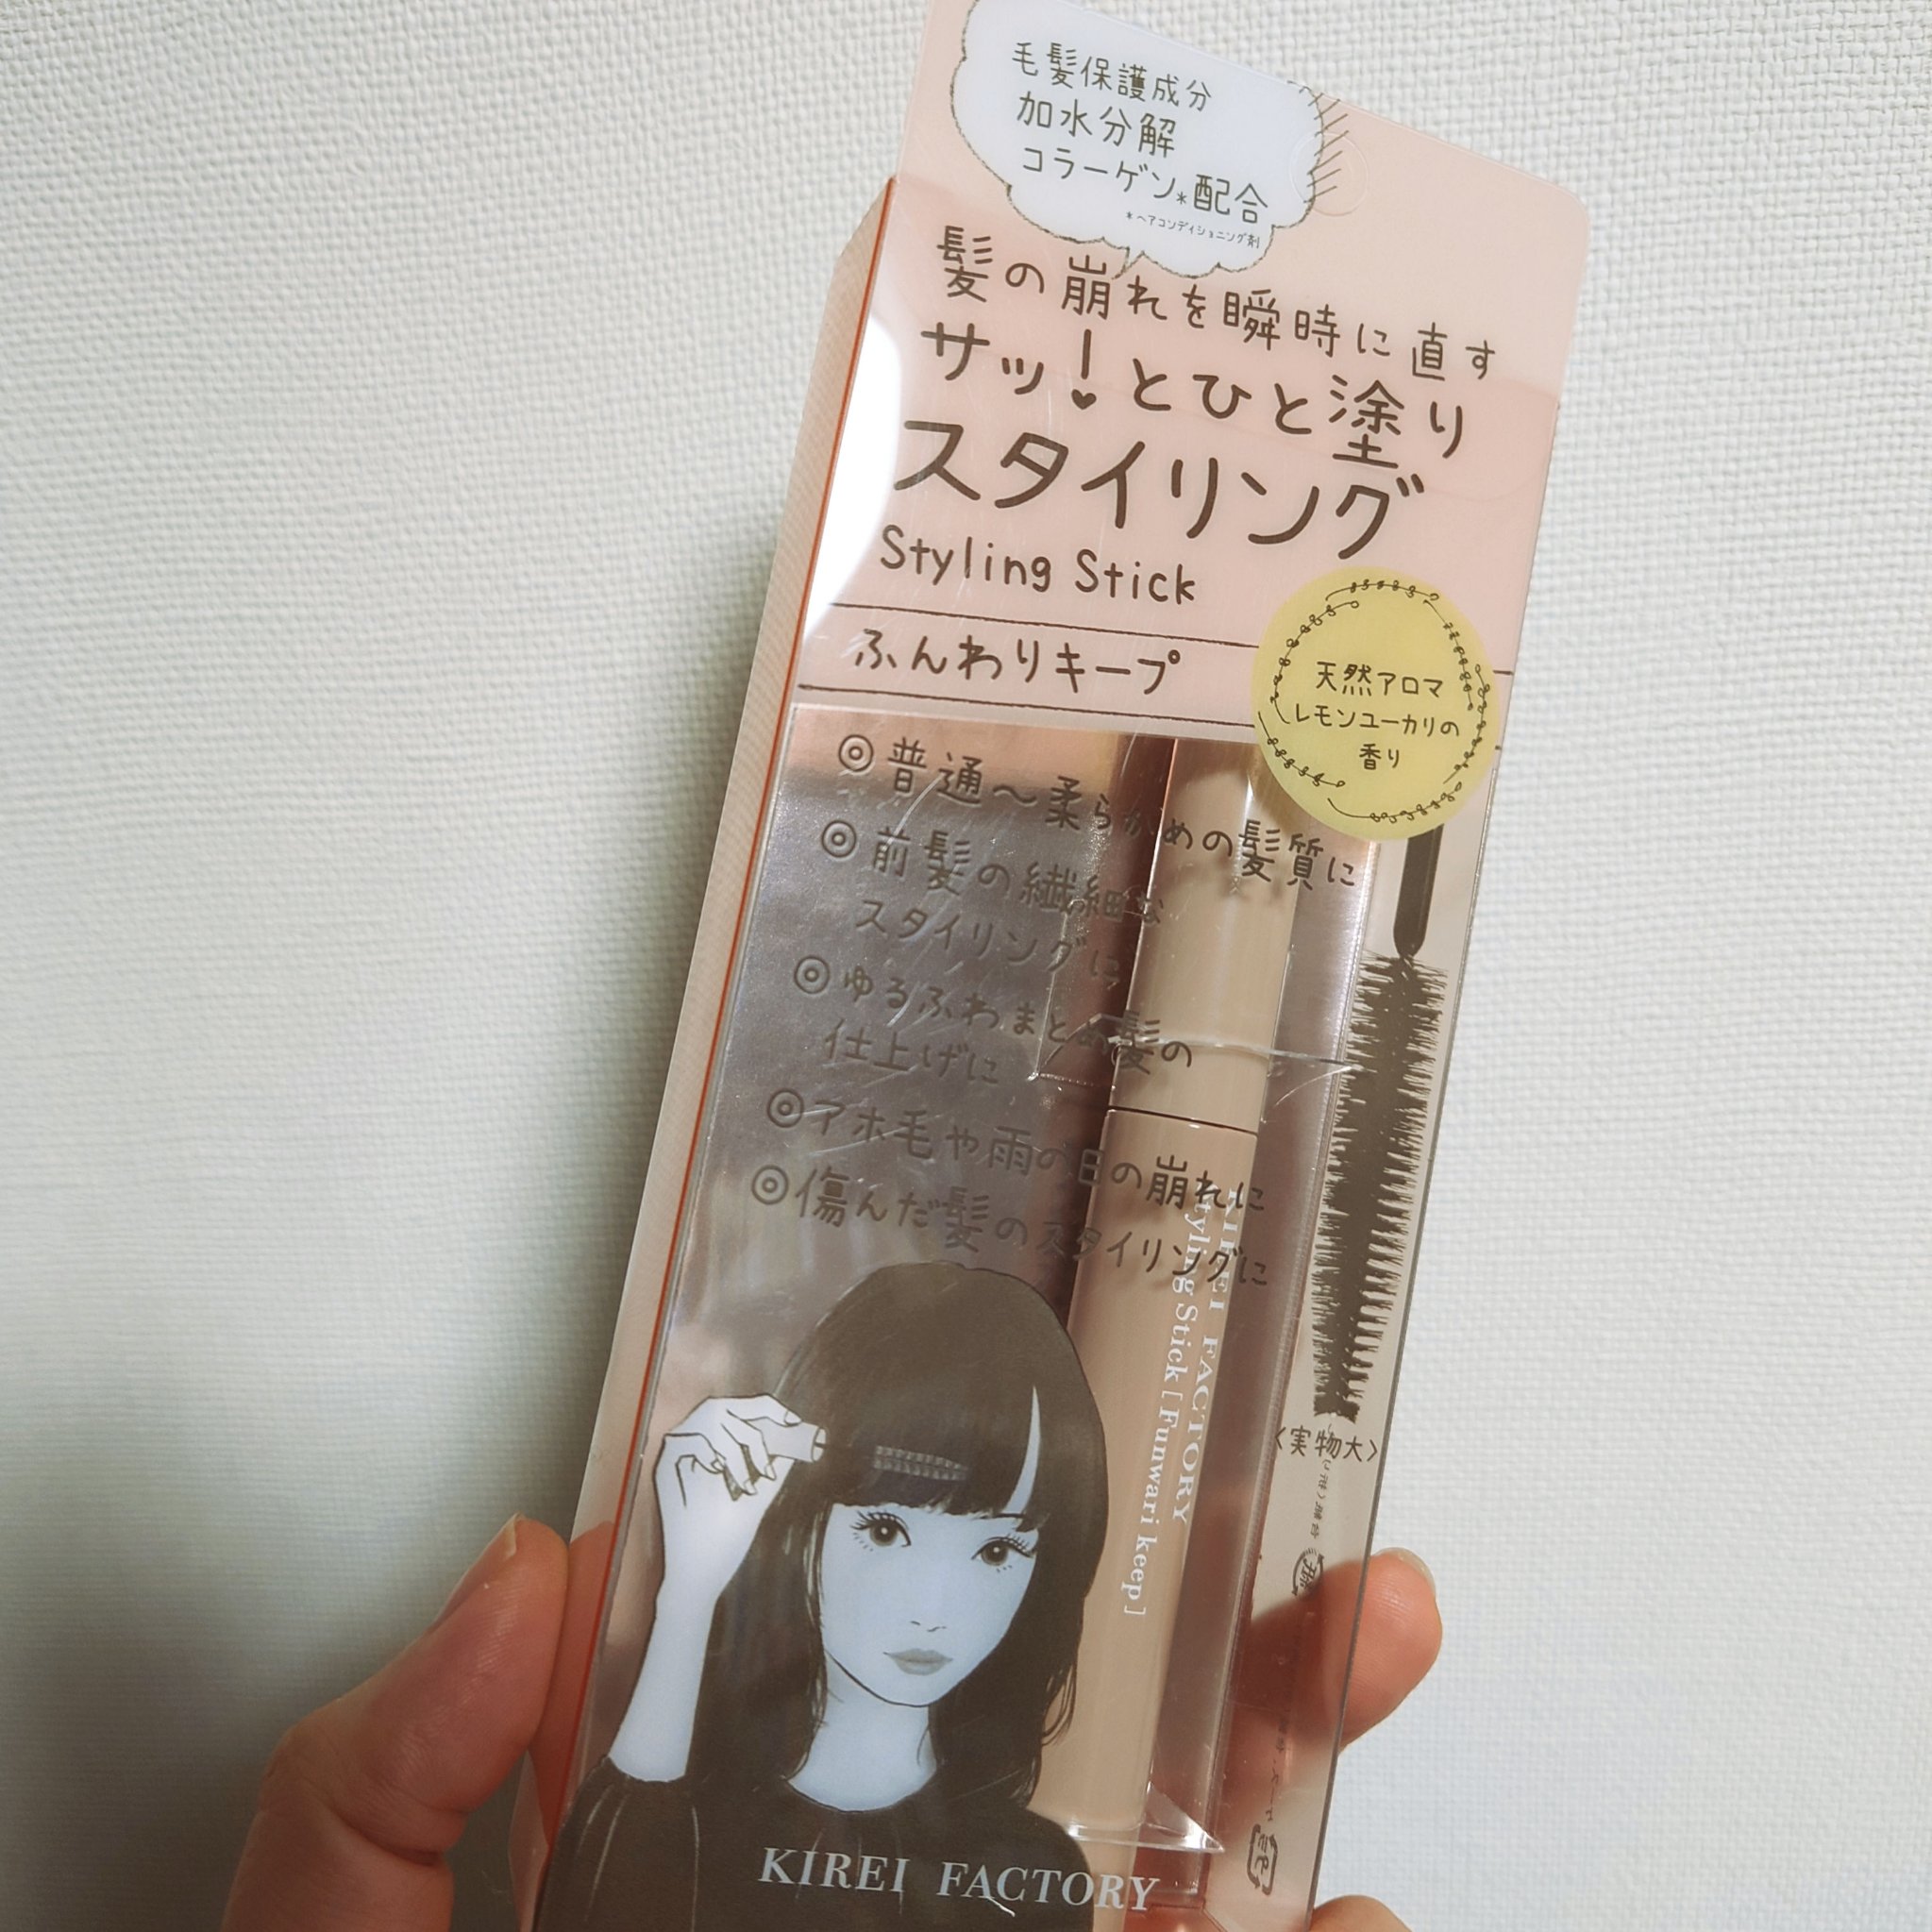 毛髪保護成分
加水分解
コラーゲン*配合
*ヘアコンディショニング剤
髪の崩れを瞬時に直す
サッ!とひと塗り
スタイリング
Styling Stick
ふんわりキープ
天然アロマ
レモンユーカリの
香り
◎普通～柔らかめの髪質に
◎前髪の繊細な
スタイリングに
◎ゆるふわまとめ髪の
仕上げに
◎アホ毛や雨の日の崩れに
◎傷んだ髪のスタイリングに
KIREI FACTORY
Styling Stick [Funwari keep]
〈実物大〉
KIREI FACTORY